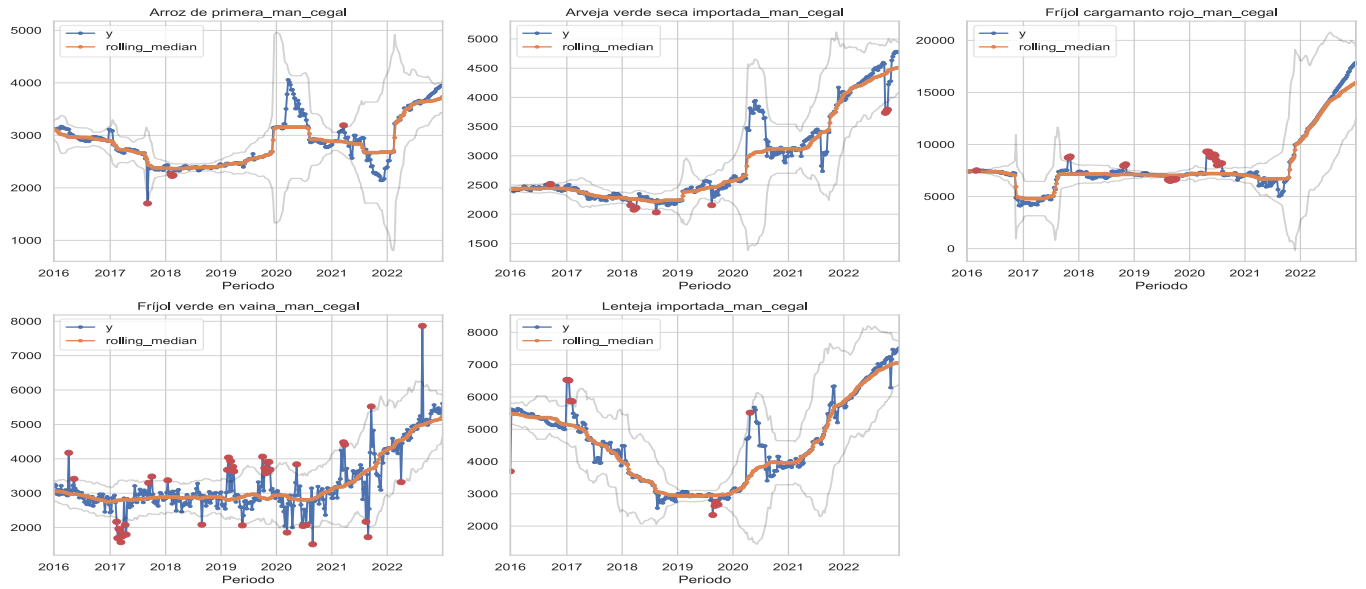 Arroz de primera_man_cegal
y
rolling_median
5000
4000
3000
2000
1000
2016 2017 2018 2019 2020 2021 2022
Periodo
Arveja verde seca importada_man_cegal
y
rolling_median
5000
4500
4000
3500
3000
2500
2000
1500
2016 2017 2018 2019 2020 2021 2022
Periodo
Fríjol cargamanto rojo_man_cegal
y
rolling_median
20000
15000
10000
5000
0
2016 2017 2018 2019 2020 2021 2022
Periodo
Fríjol verde en vaina_man_cegal
y
rolling_median
8000
7000
6000
5000
4000
3000
2000
2016 2017 2018 2019 2020 2021 2022
Periodo
Lenteja importada_man_cegal
y
rolling_median
8000
7000
6000
5000
4000
3000
2000
2016 2017 2018 2019 2020 2021 2022
Periodo